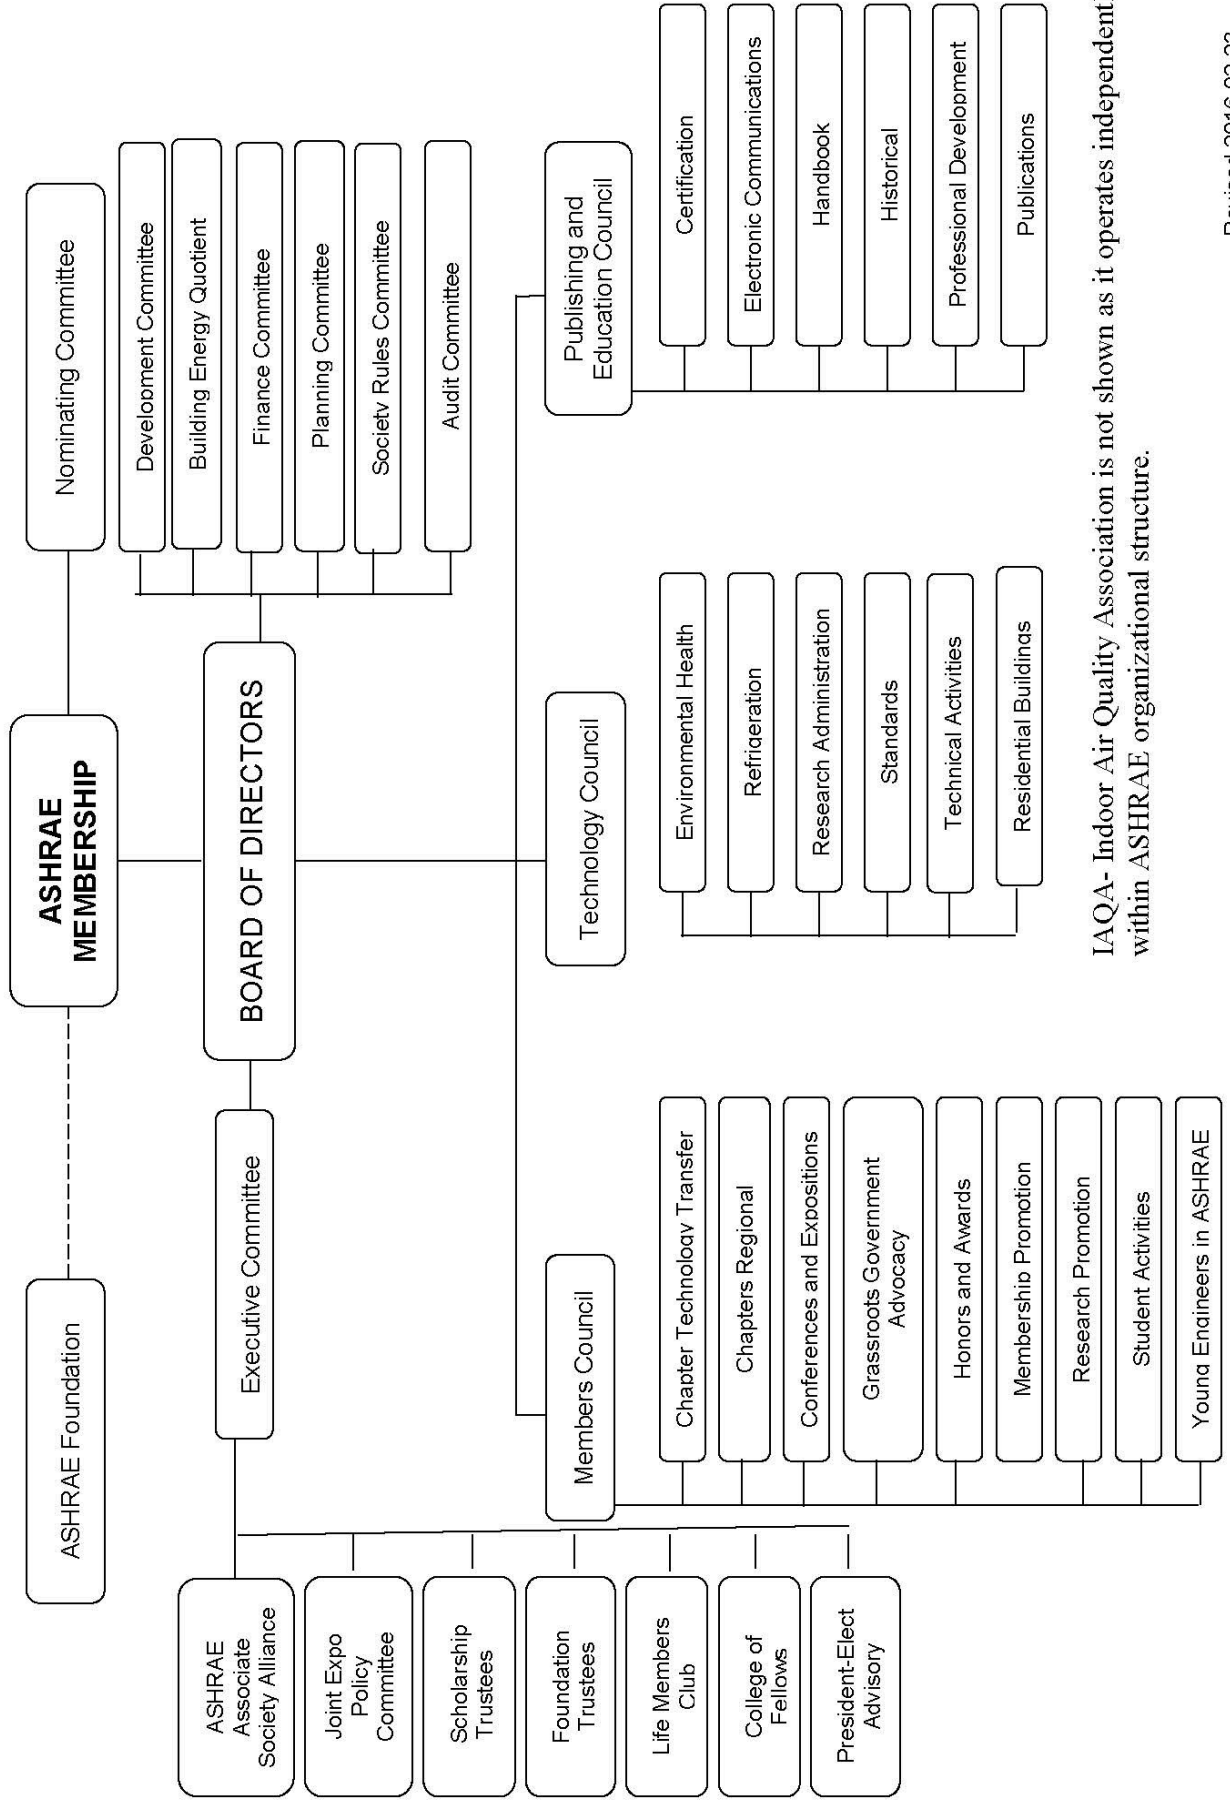 ASHRAE Foundation
ASHRAE
MEMBERSHIP
Nominating Committee
Executive Committee
BOARD OF DIRECTORS
Development Committee
Building Energy Quotient
Finance Committee
Planning Committee
Society Rules Committee
Audit Committee
ASHRAE
Associate
Society Alliance
Joint Expo
Policy
Committee
Scholarship
Trustees
Foundation
Trustees
Life Members
Club
College of
Fellows
President-Elect
Advisory
Members Council
Chapter Technology Transfer
Chapters Regional
Conferences and Expositions
Grassroots Government
Advocacy
Honors and Awards
Membership Promotion
Research Promotion
Student Activities
Young Engineers in ASHRAE
Technology Council
Environmental Health
Refrigeration
Research Administration
Standards
Technical Activities
Residential Buildings
Publishing and
Education Council
Certification
Electronic Communications
Handbook
Historical
Professional Development
Publications
IAQA- Indoor Air Quality Association is not shown as it operates independentl
within ASHRAE organizational structure.